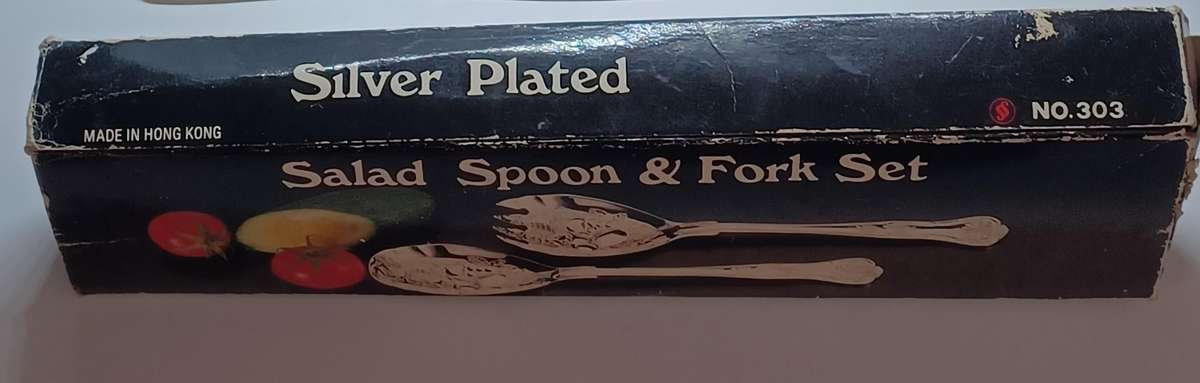 Silver Plated
MADE IN HONG KONG
NO.303
Salad Spoon & Fork Set